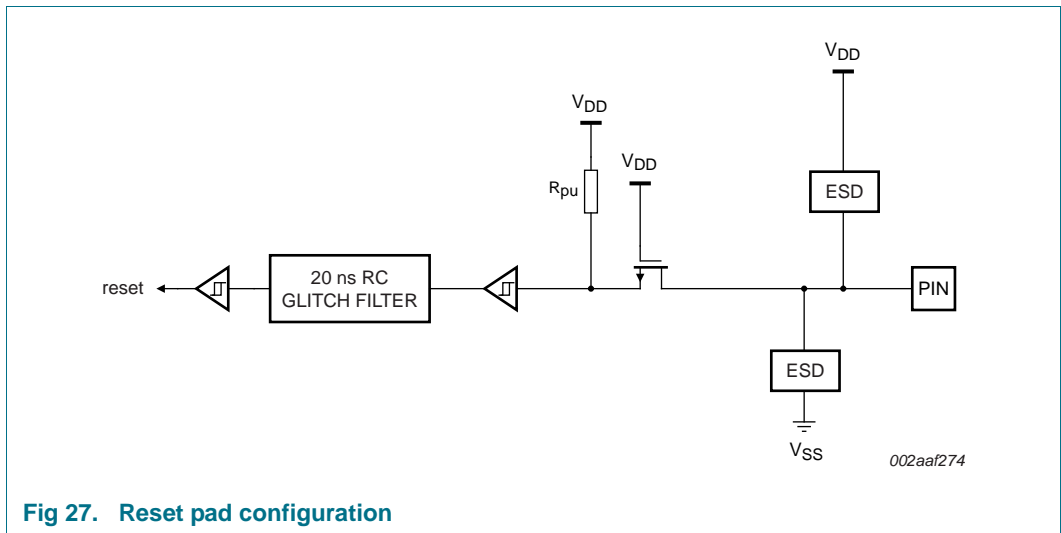 VDD
VDD
VDD
Rpu
ESD
reset
20 ns RC
GLITCH FILTER
PIN
ESD
VSS
002aaf274
Fig 27. Reset pad configuration